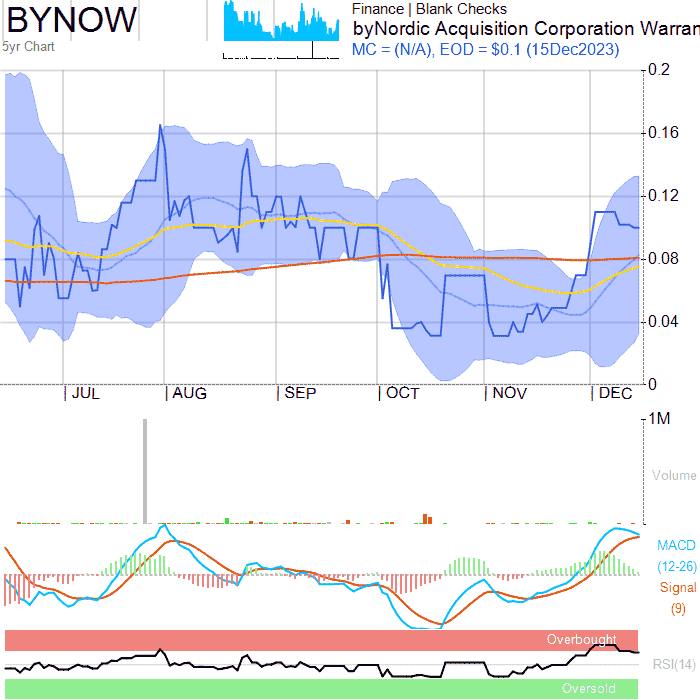 BYNOW
5yr Chart
Finance | Blank Checks
byNordic Acquisition Corporation Warran
MC = (N/A), EOD = $0.1 (15Dec2023)
0.2
0.16
0.12
0.08
0.04
0
JUL AUG SEP OCT NOV DEC
1M
Volume
MACD
(12-26)
Signal
(9)
Overbought
RSI(14)
Oversold